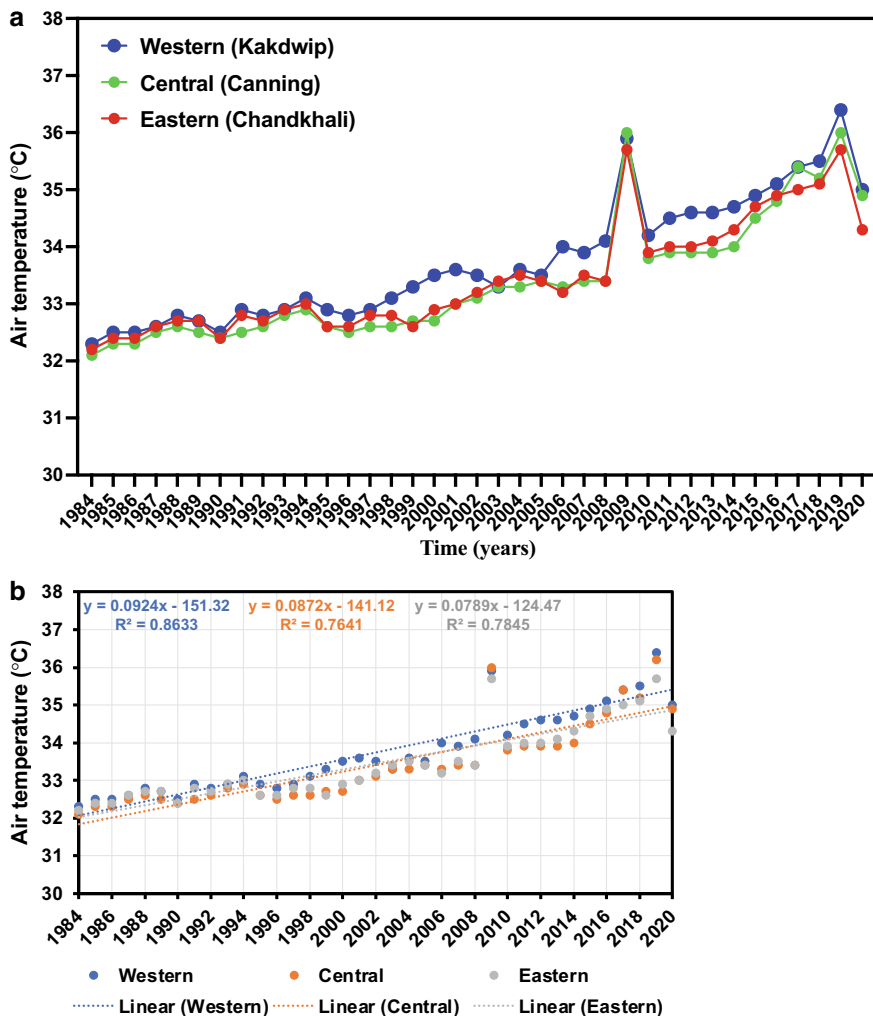 a
38
37
36
35
34
33
32
31
30
Air temperature (°C)
Western (Kakdwip)
Central (Canning)
Eastern (Chandkhali)
1984 1985 1986 1987 1988 1989 1990 1991 1992 1993 1994 1995 1996 1997 1998 1999 2000 2001 2002 2003 2004 2005 2006 2007 2008 2009 2010 2011 2012 2013 2014 2015 2016 2017 2018 2019 2020
Time (years)
b
38
37
36
35
34
33
32
31
30
Air temperature (°C)
y = 0.0924x - 151.32 y = 0.0872x - 141.12 y = 0.0789x - 124.47
R² = 0.8633 R² = 0.7641 R² = 0.7845
1984 1986 1988 1990 1992 1994 1996 1998 2000 2002 2004 2006 2008 2010 2012 2014 2016 2018 2020
Western Central Eastern
Linear (Western) Linear (Central) Linear (Eastern)